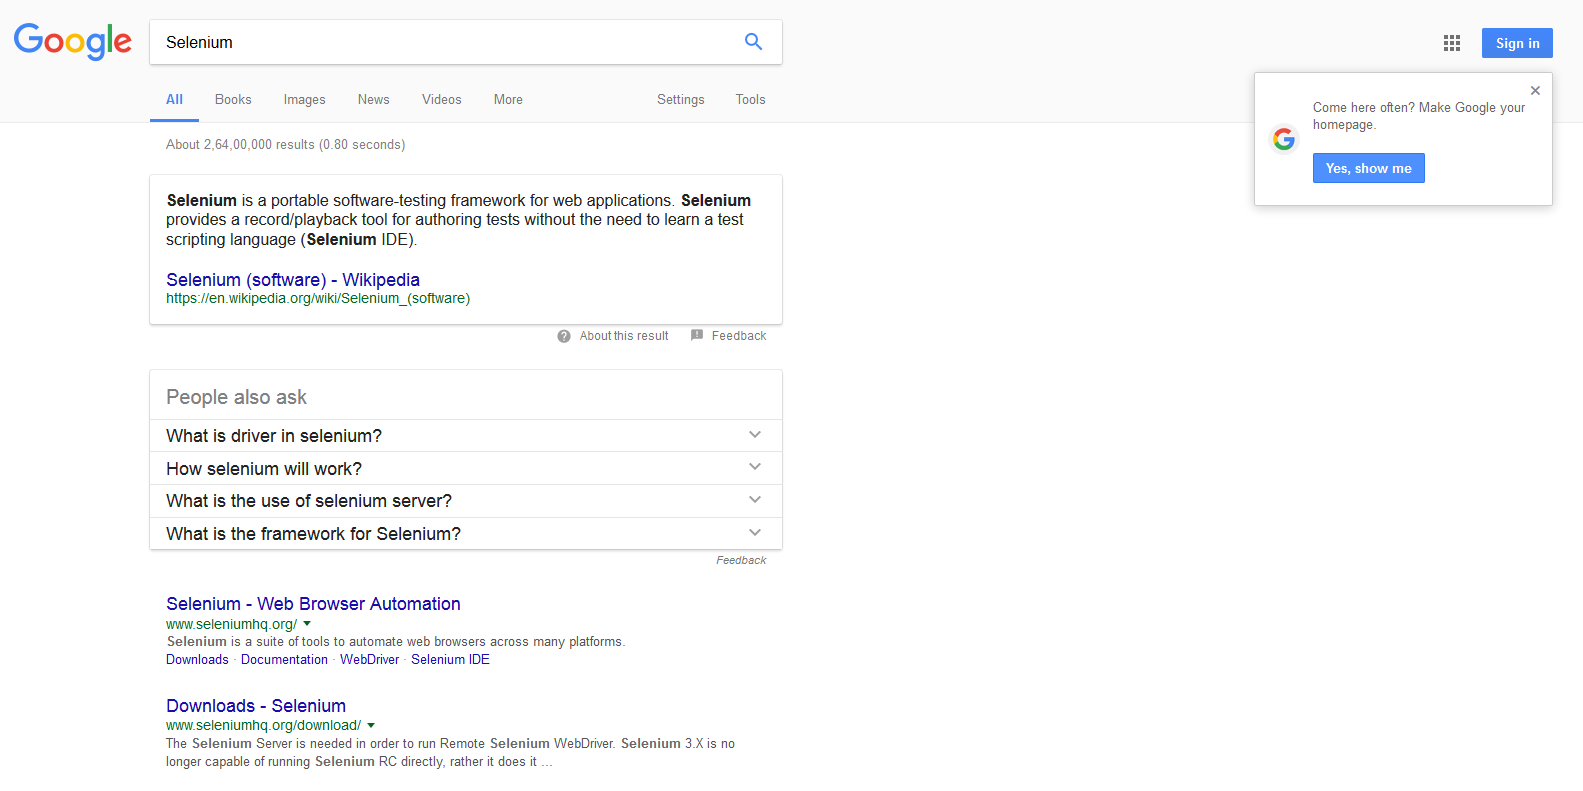 Google
Selenium
Sign in
All Books Images News Videos More Settings Tools
Come here often? Make Google your
homepage.
Yes, show me
About 2,64,00,000 results (0.80 seconds)
Selenium is a portable software-testing framework for web applications. Selenium
provides a record/playback tool for authoring tests without the need to learn a test
scripting language (Selenium IDE).
Selenium (software) - Wikipedia
https://en.wikipedia.org/wiki/Selenium_(software)
About this result Feedback
People also ask
What is driver in selenium?
How selenium will work?
What is the use of selenium server?
What is the framework for Selenium?
Feedback
Selenium - Web Browser Automation
www.seleniumhq.org/
Selenium is a suite of tools to automate web browsers across many platforms.
Downloads · Documentation · WebDriver · Selenium IDE
Downloads - Selenium
www.seleniumhq.org/download/
The Selenium Server is needed in order to run Remote Selenium WebDriver. Selenium 3.X is no
longer capable of running Selenium RC directly, rather it does it ...